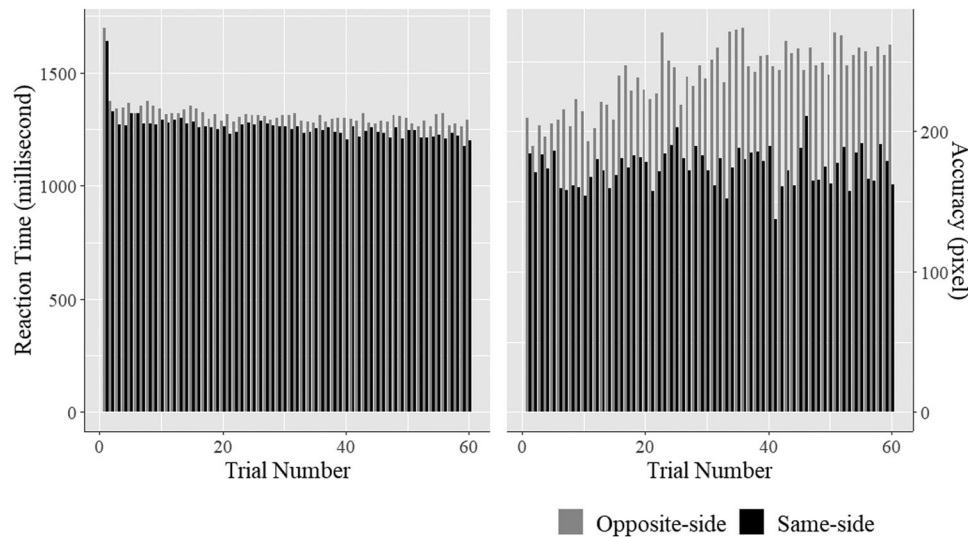 Reaction Time (millisecond)
1500
1000
500
0
0 20 40 60
Trial Number
200
100
0
Accuracy (pixel)
0 20 40 60
Trial Number
Opposite-side Same-side